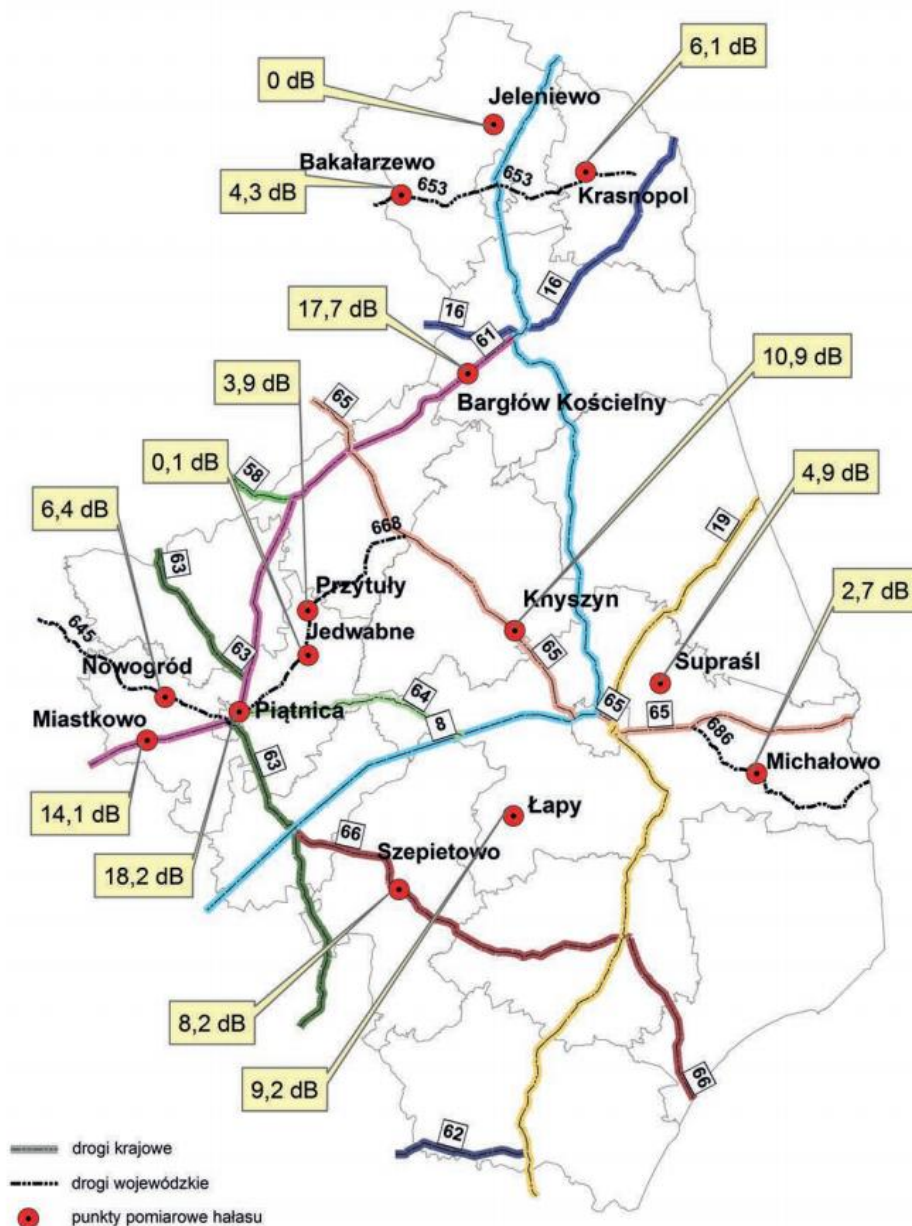 6,1 dB
0 dB
Jeleniewo
Bakałarzewo
4,3 dB
653
653
Krasnopol
16
17,7 dB
16
61
10,9 dB
3,9 dB
65
Bargłów Kościelny
0,1 dB
58
4,9 dB
6,4 dB
19
668
63
Przytuły
Knyszyn
2,7 dB
645
Jedwabne
65
Nowogród
63
Supraśl
64
Miastkowo
Piątnica
8
65
65
686
63
Michałowo
14,1 dB
Łapy
66
Szepietowo
18,2 dB
8,2 dB
9,2 dB
66
62
drogi krajowe
drogi wojewódzkie
punkty pomiarowe hałasu